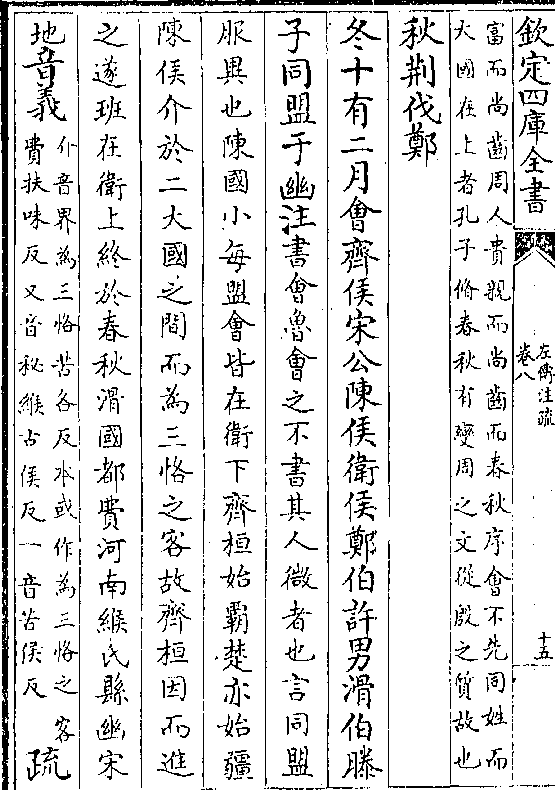 欽定四庫全書
左傳注疏
卷八
十五
富而尚齒周人貴親而尚齒而春秋序會不先同姓而
大國在上者孔子脩春秋有變周之文從殷之質故也
秋荆伐鄭
冬十有二月會齊侯宋公陳侯衛侯鄭伯許男滑伯滕
子同盟于幽注書會魯會之不書其人微者也言同盟
服異也陳國小每盟會皆在衛下齊桓始霸楚亦始彊
陳侯介於二大國之間而為三恪之客故齊桓因而進
之遂班在衛上終於春秋滑國都費河南緱氏縣幽宋
地音義介音界為三恪苦各反本或作為三恪之客
費扶味反又音秘緱古侯反一音苦侯反疏